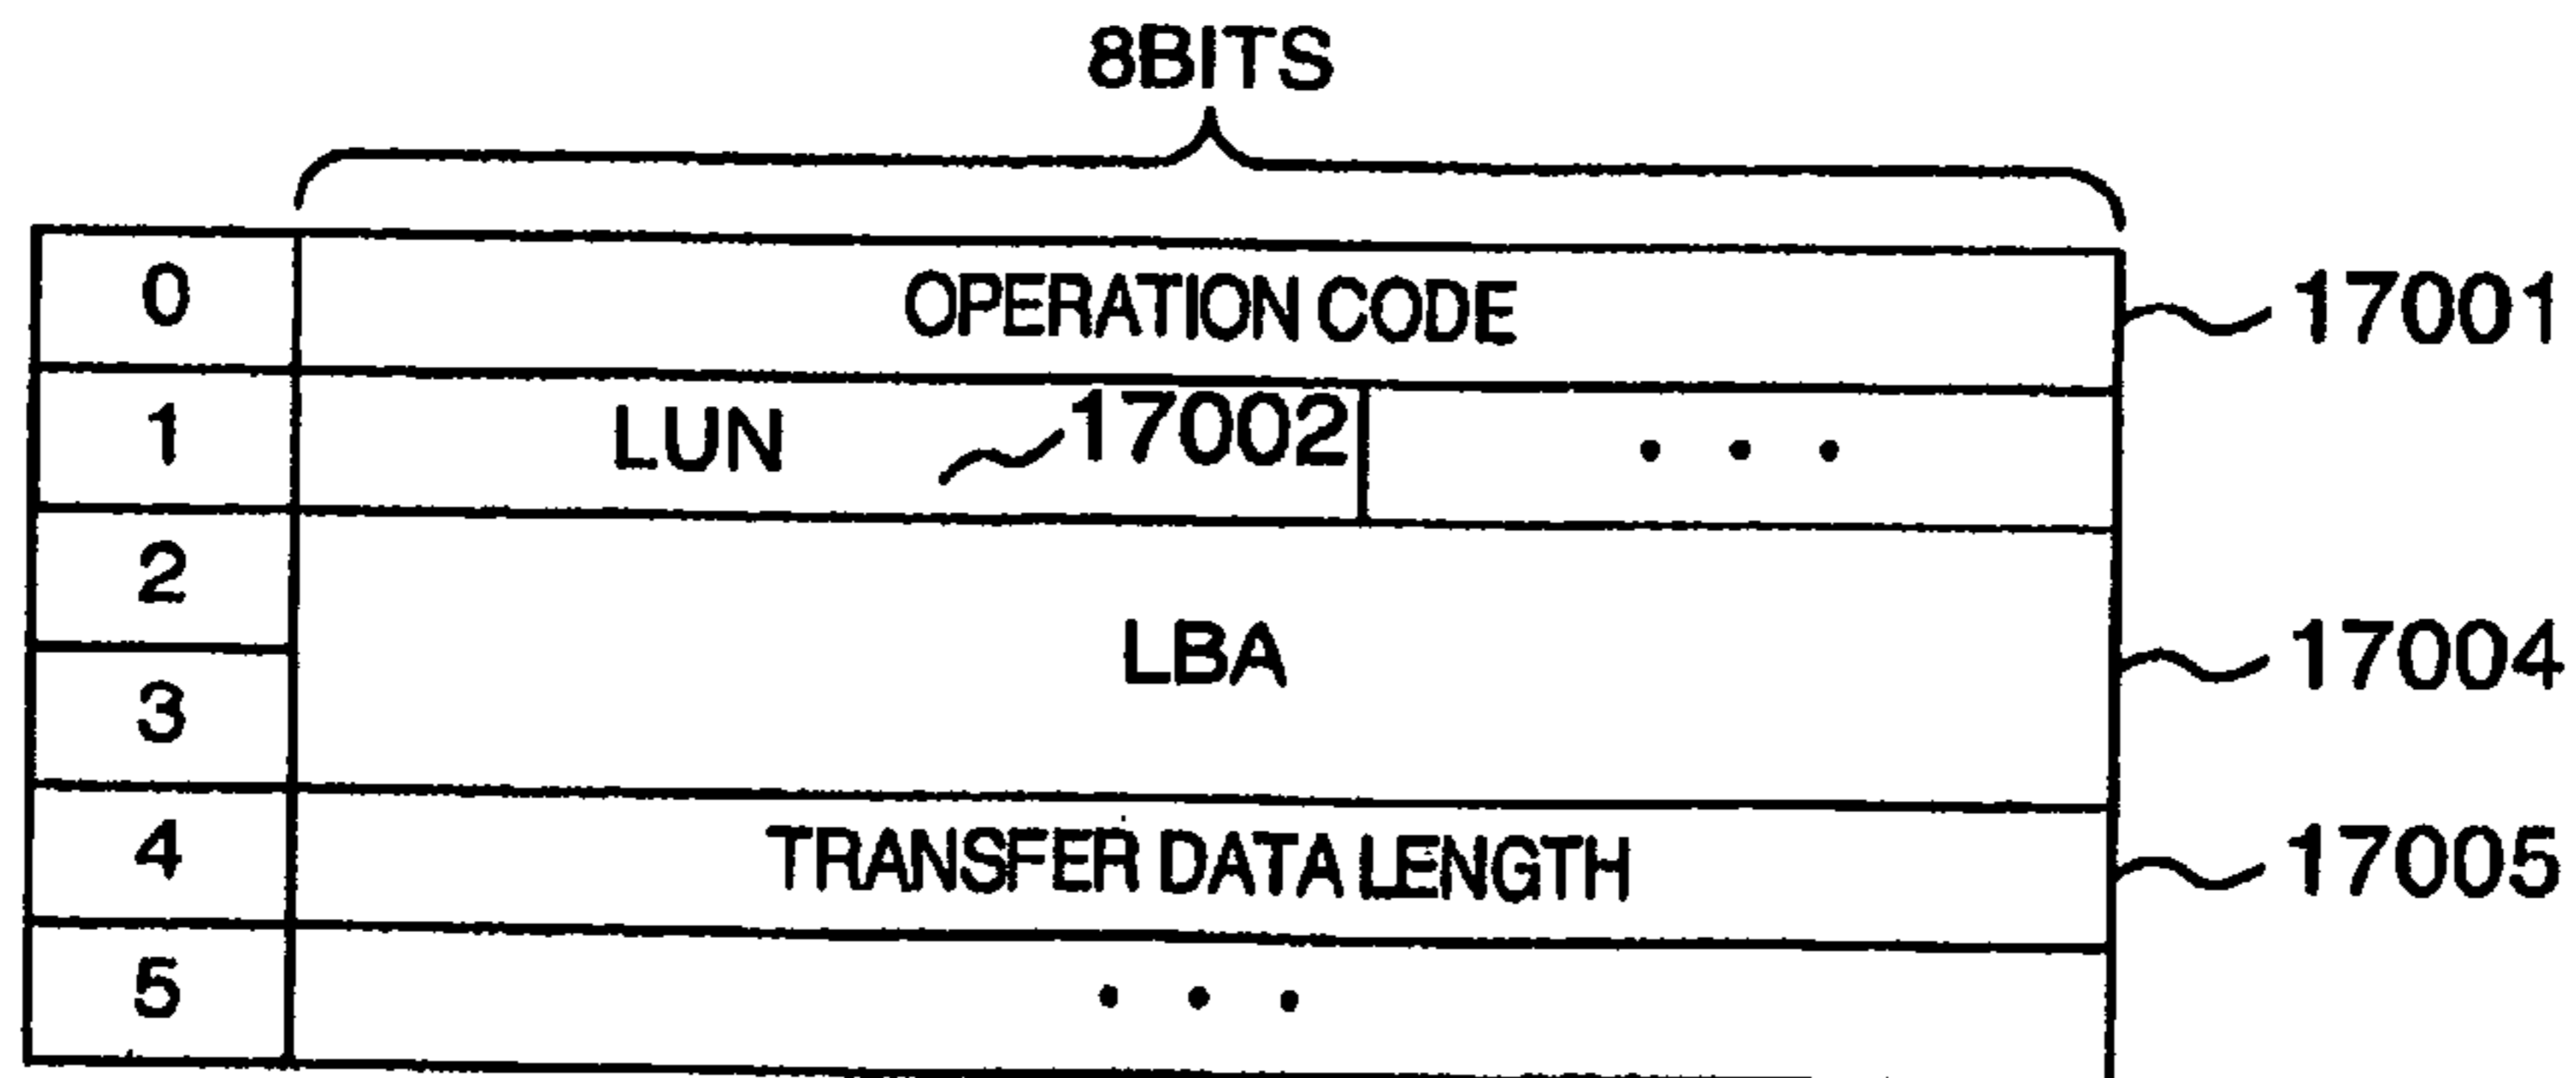 8BITS
0 OPERATION CODE 17001
1 LUN 17002 • • •
2
LBA 17004
3
4 TRANSFER DATA LENGTH 17005
5 • • •